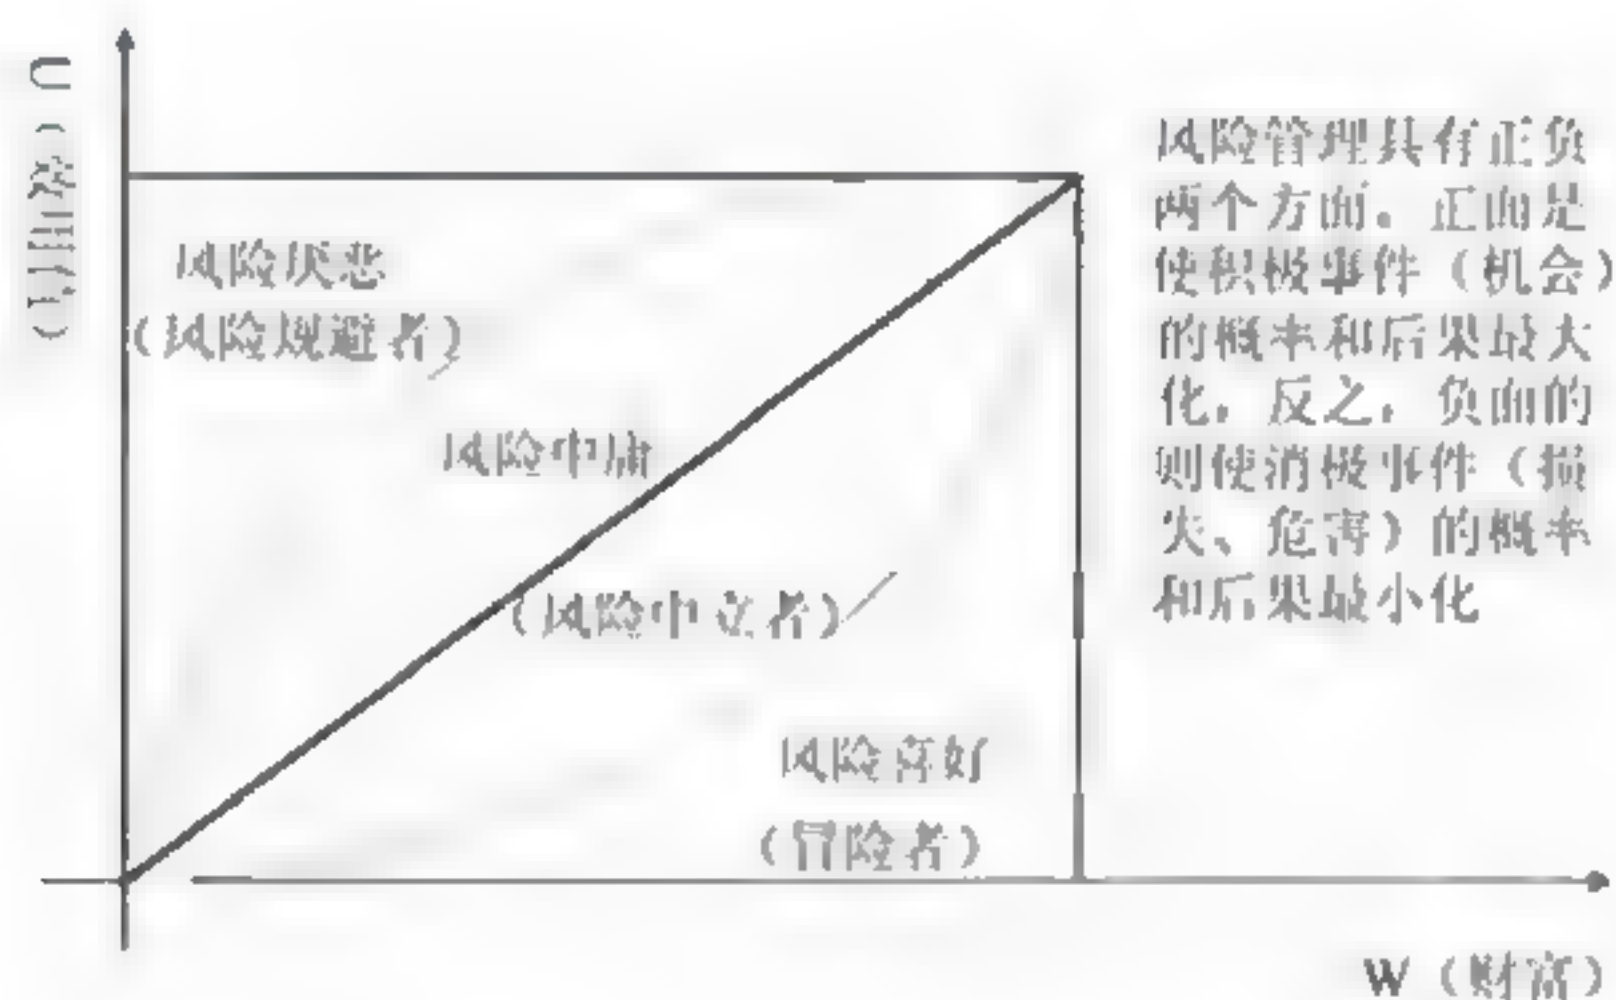 U（效用值）
风险厌恶
（风险规避者）
风险中庸
（风险中立者）
风险喜好
（冒险者）
W（财富）
风险管理具有正负
两个方面。正面是
使积极事件（机会）
的概率和后果最大
化，反之，负面的
则使消极事件（损
失、危害）的概率
和后果最小化